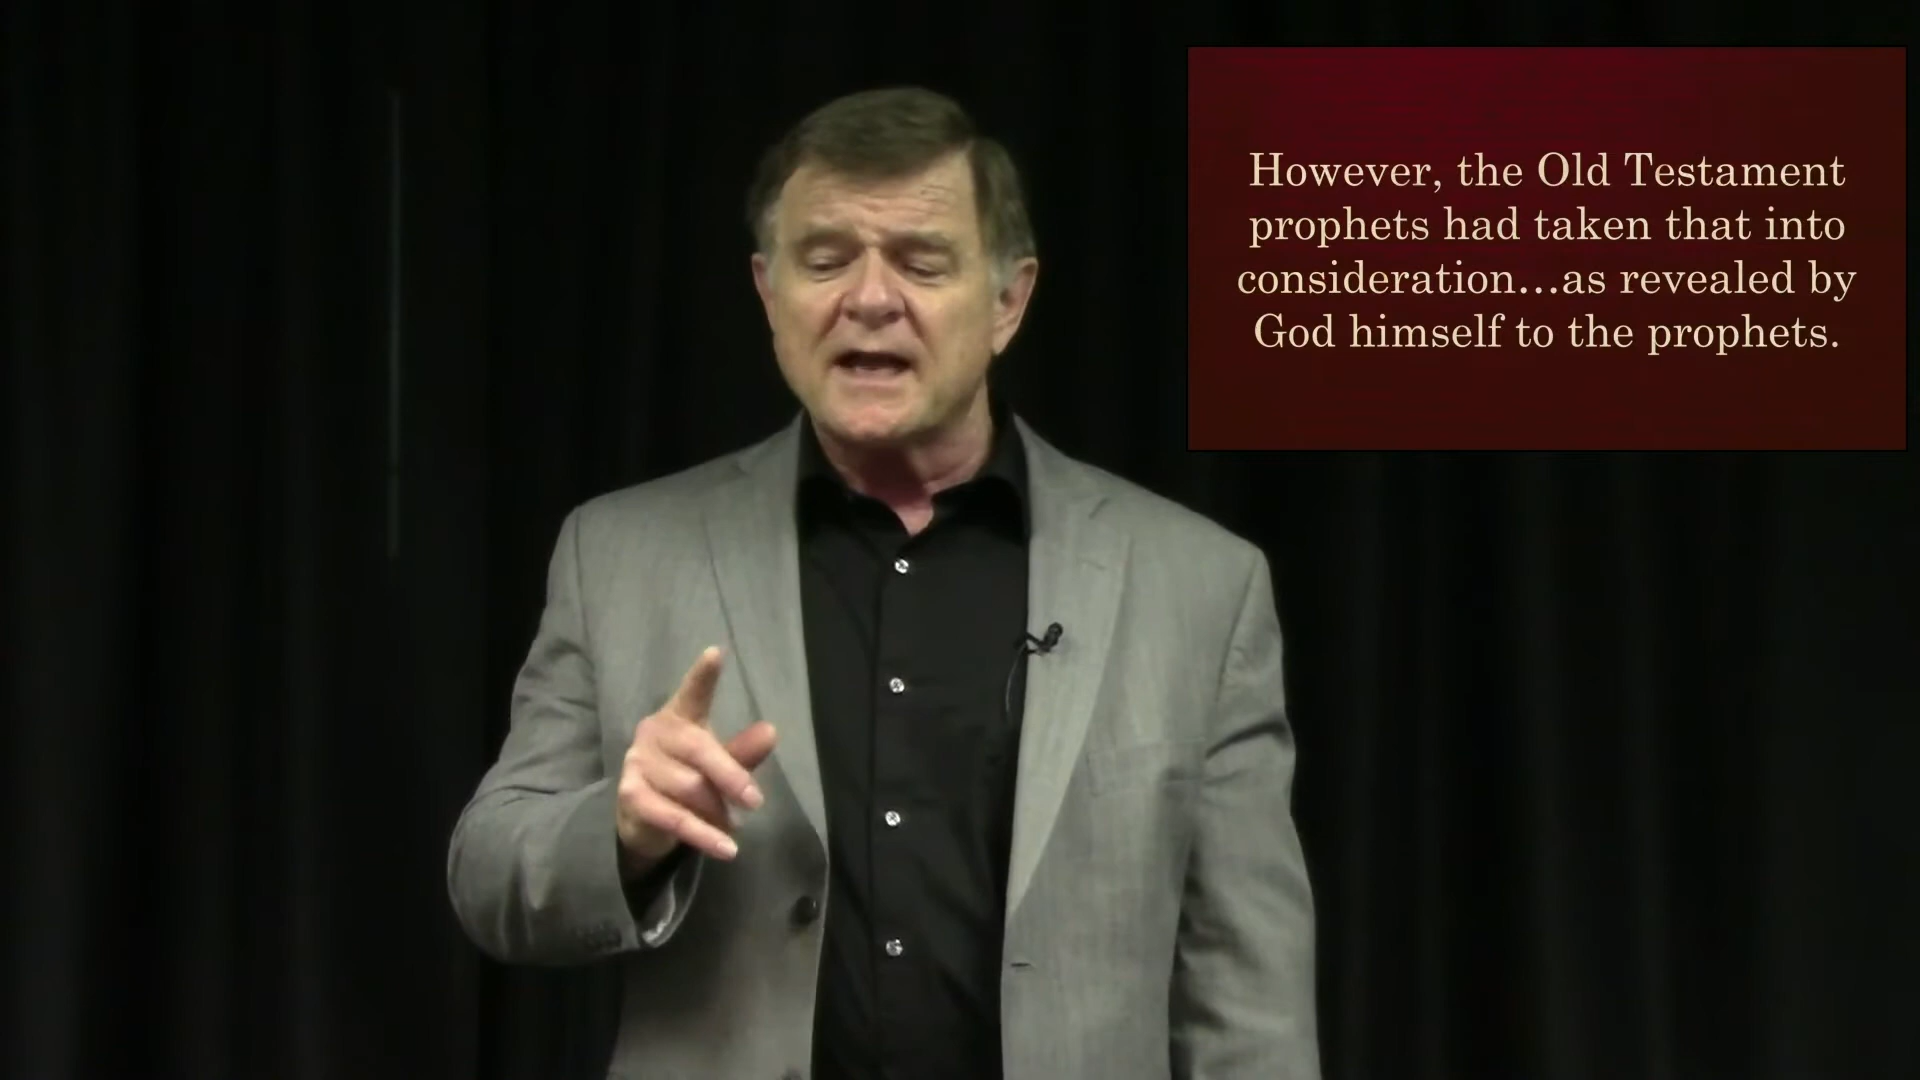 However, the Old Testament
prophets had taken that into
consideration...as revealed by
God himself to the prophets.